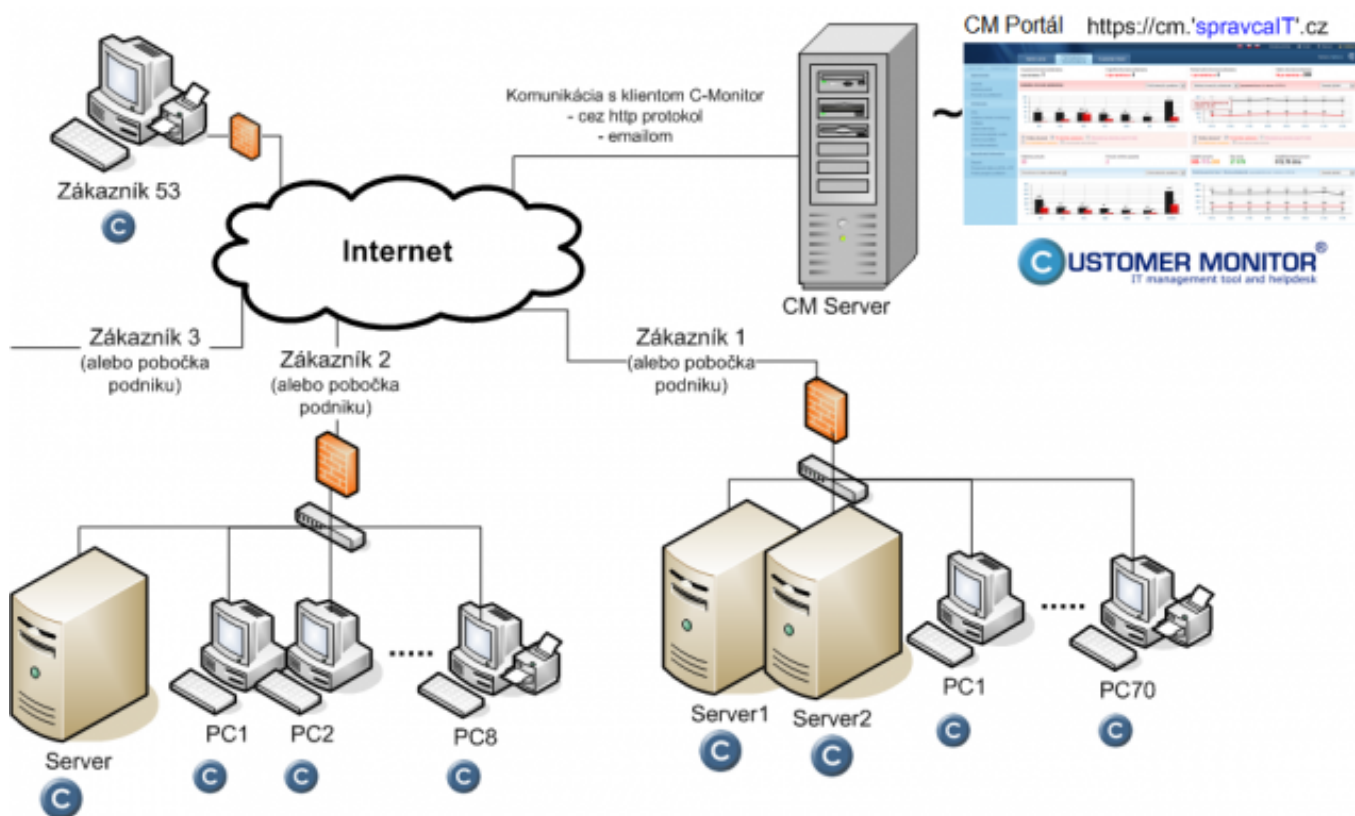 CM Portál https://cm.'spravcaIT'.cz
Komunikácia s klientom C-Monitor
- cez http protokol
- emailom
Zákazník 53
C
Internet
CM Server
C USTOMER MONITOR®
IT management tool and helpdesk
Zákazník 3
(alebo pobočka
podniku)
Zákazník 2
(alebo pobočka
podniku)
Zákazník 1
(alebo pobočka
podniku)
Server
C
PC1
C
PC2
C
.....
PC8
C
Server1
C
Server2
C
PC1
C
.....
PC70
C